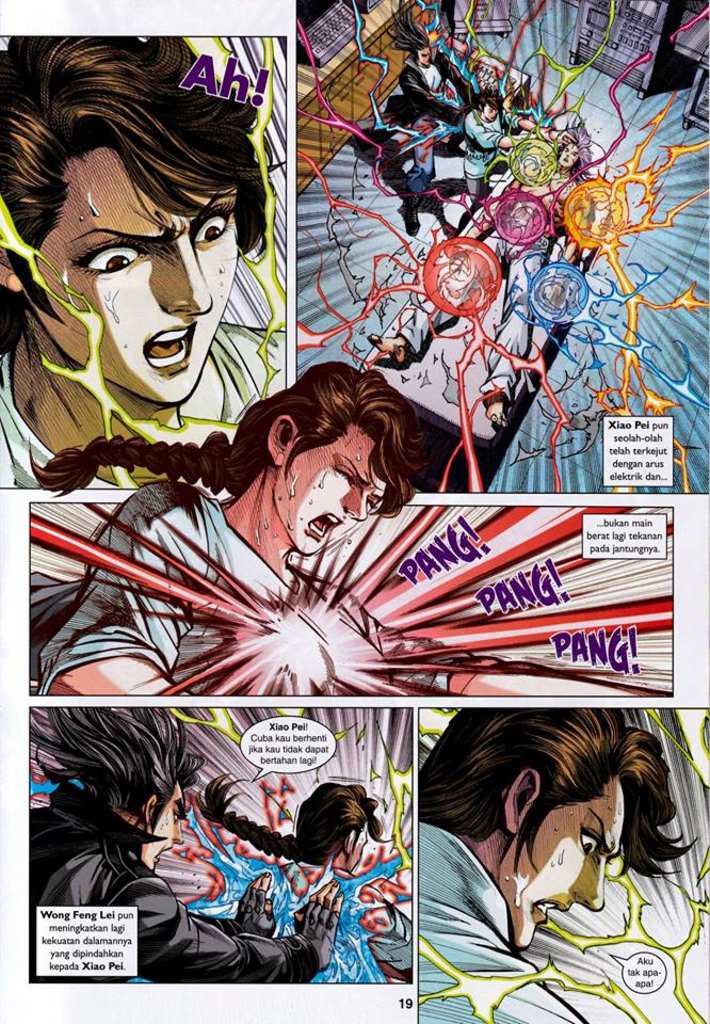 Ah!
Xiao Pei pun
seolah-olah
telah terkejut
dengan arus
elektrik dan...
...bukan main
berat lagi tekanan
pada jantungnya.
PANG!
PANG!
PANG!
Xiao Pei!
Cuba kau berhenti
jika kau tidak dapat
bertahan lagi!
Wong Feng Lei pun
meningkatkan lagi
kekuatan dalamannya
yang dipindahkan
kepada Xiao Pei.
Aku
tak apa-
apa!
19